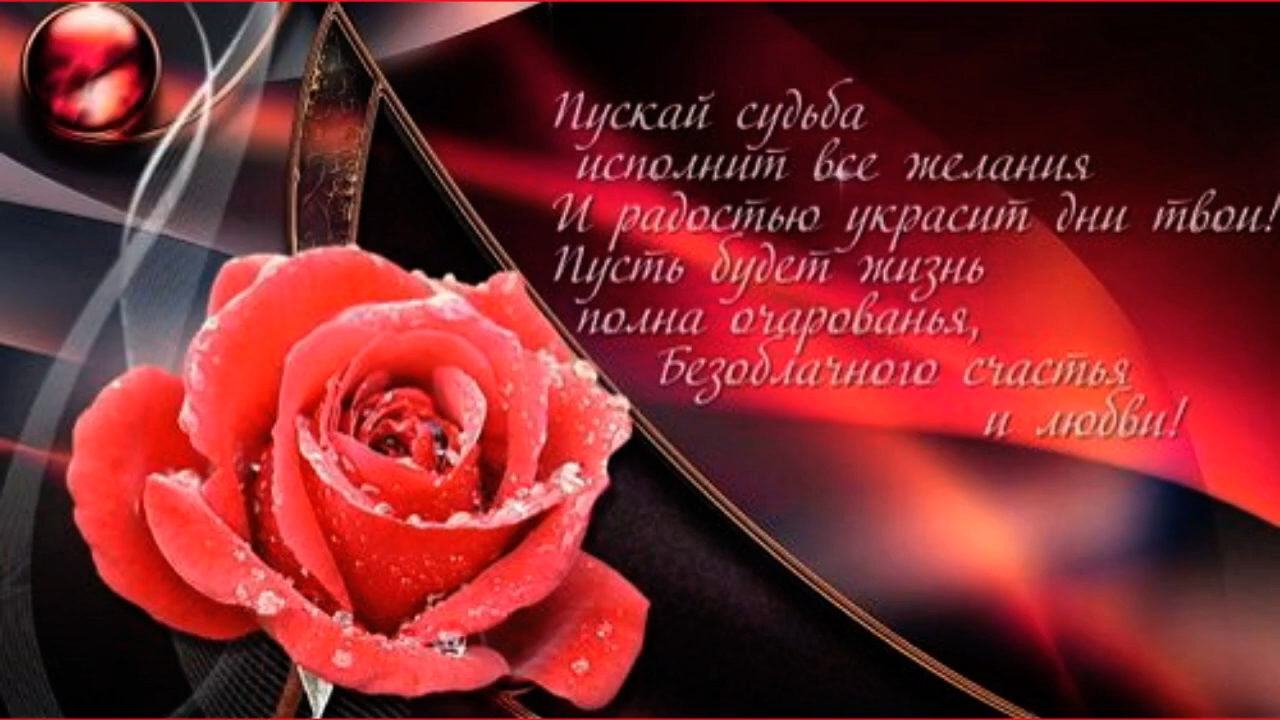 Пускай судьба
исполнит все желания
И радостью украсит дни твои!
Пусть будет жизнь
полна очарованья,
Безоблачного счастья
и любви!